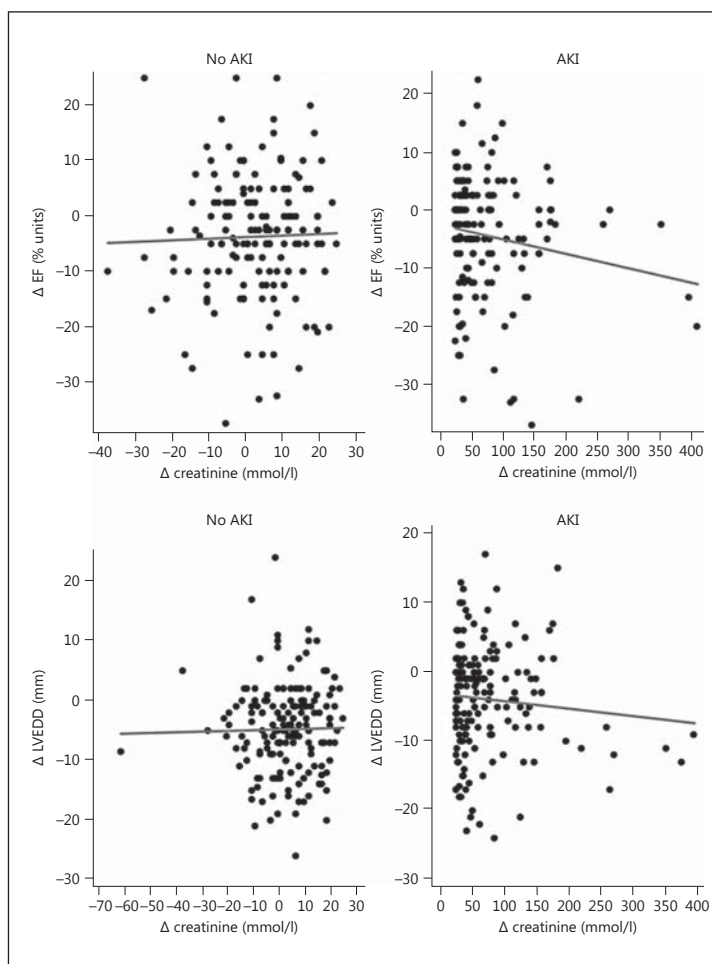 No AKI
AKI
Δ EF (% units)
20
10
0
−10
−20
−30
−40 −30 −20 −10 0 10 20 30
Δ creatinine (mmol/l)
Δ EF (% units)
20
10
0
−10
−20
−30
0 50 100 150 200 250 300 350 400
Δ creatinine (mmol/l)
No AKI
AKI
Δ LVEDD (mm)
20
10
0
−10
−20
−30
−70 −60 −50 −40 −30 −20 −10 0 10 20 30
Δ creatinine (mmol/l)
Δ LVEDD (mm)
20
10
0
−10
−20
−30
0 50 100 150 200 250 300 350 400
Δ creatinine (mmol/l)